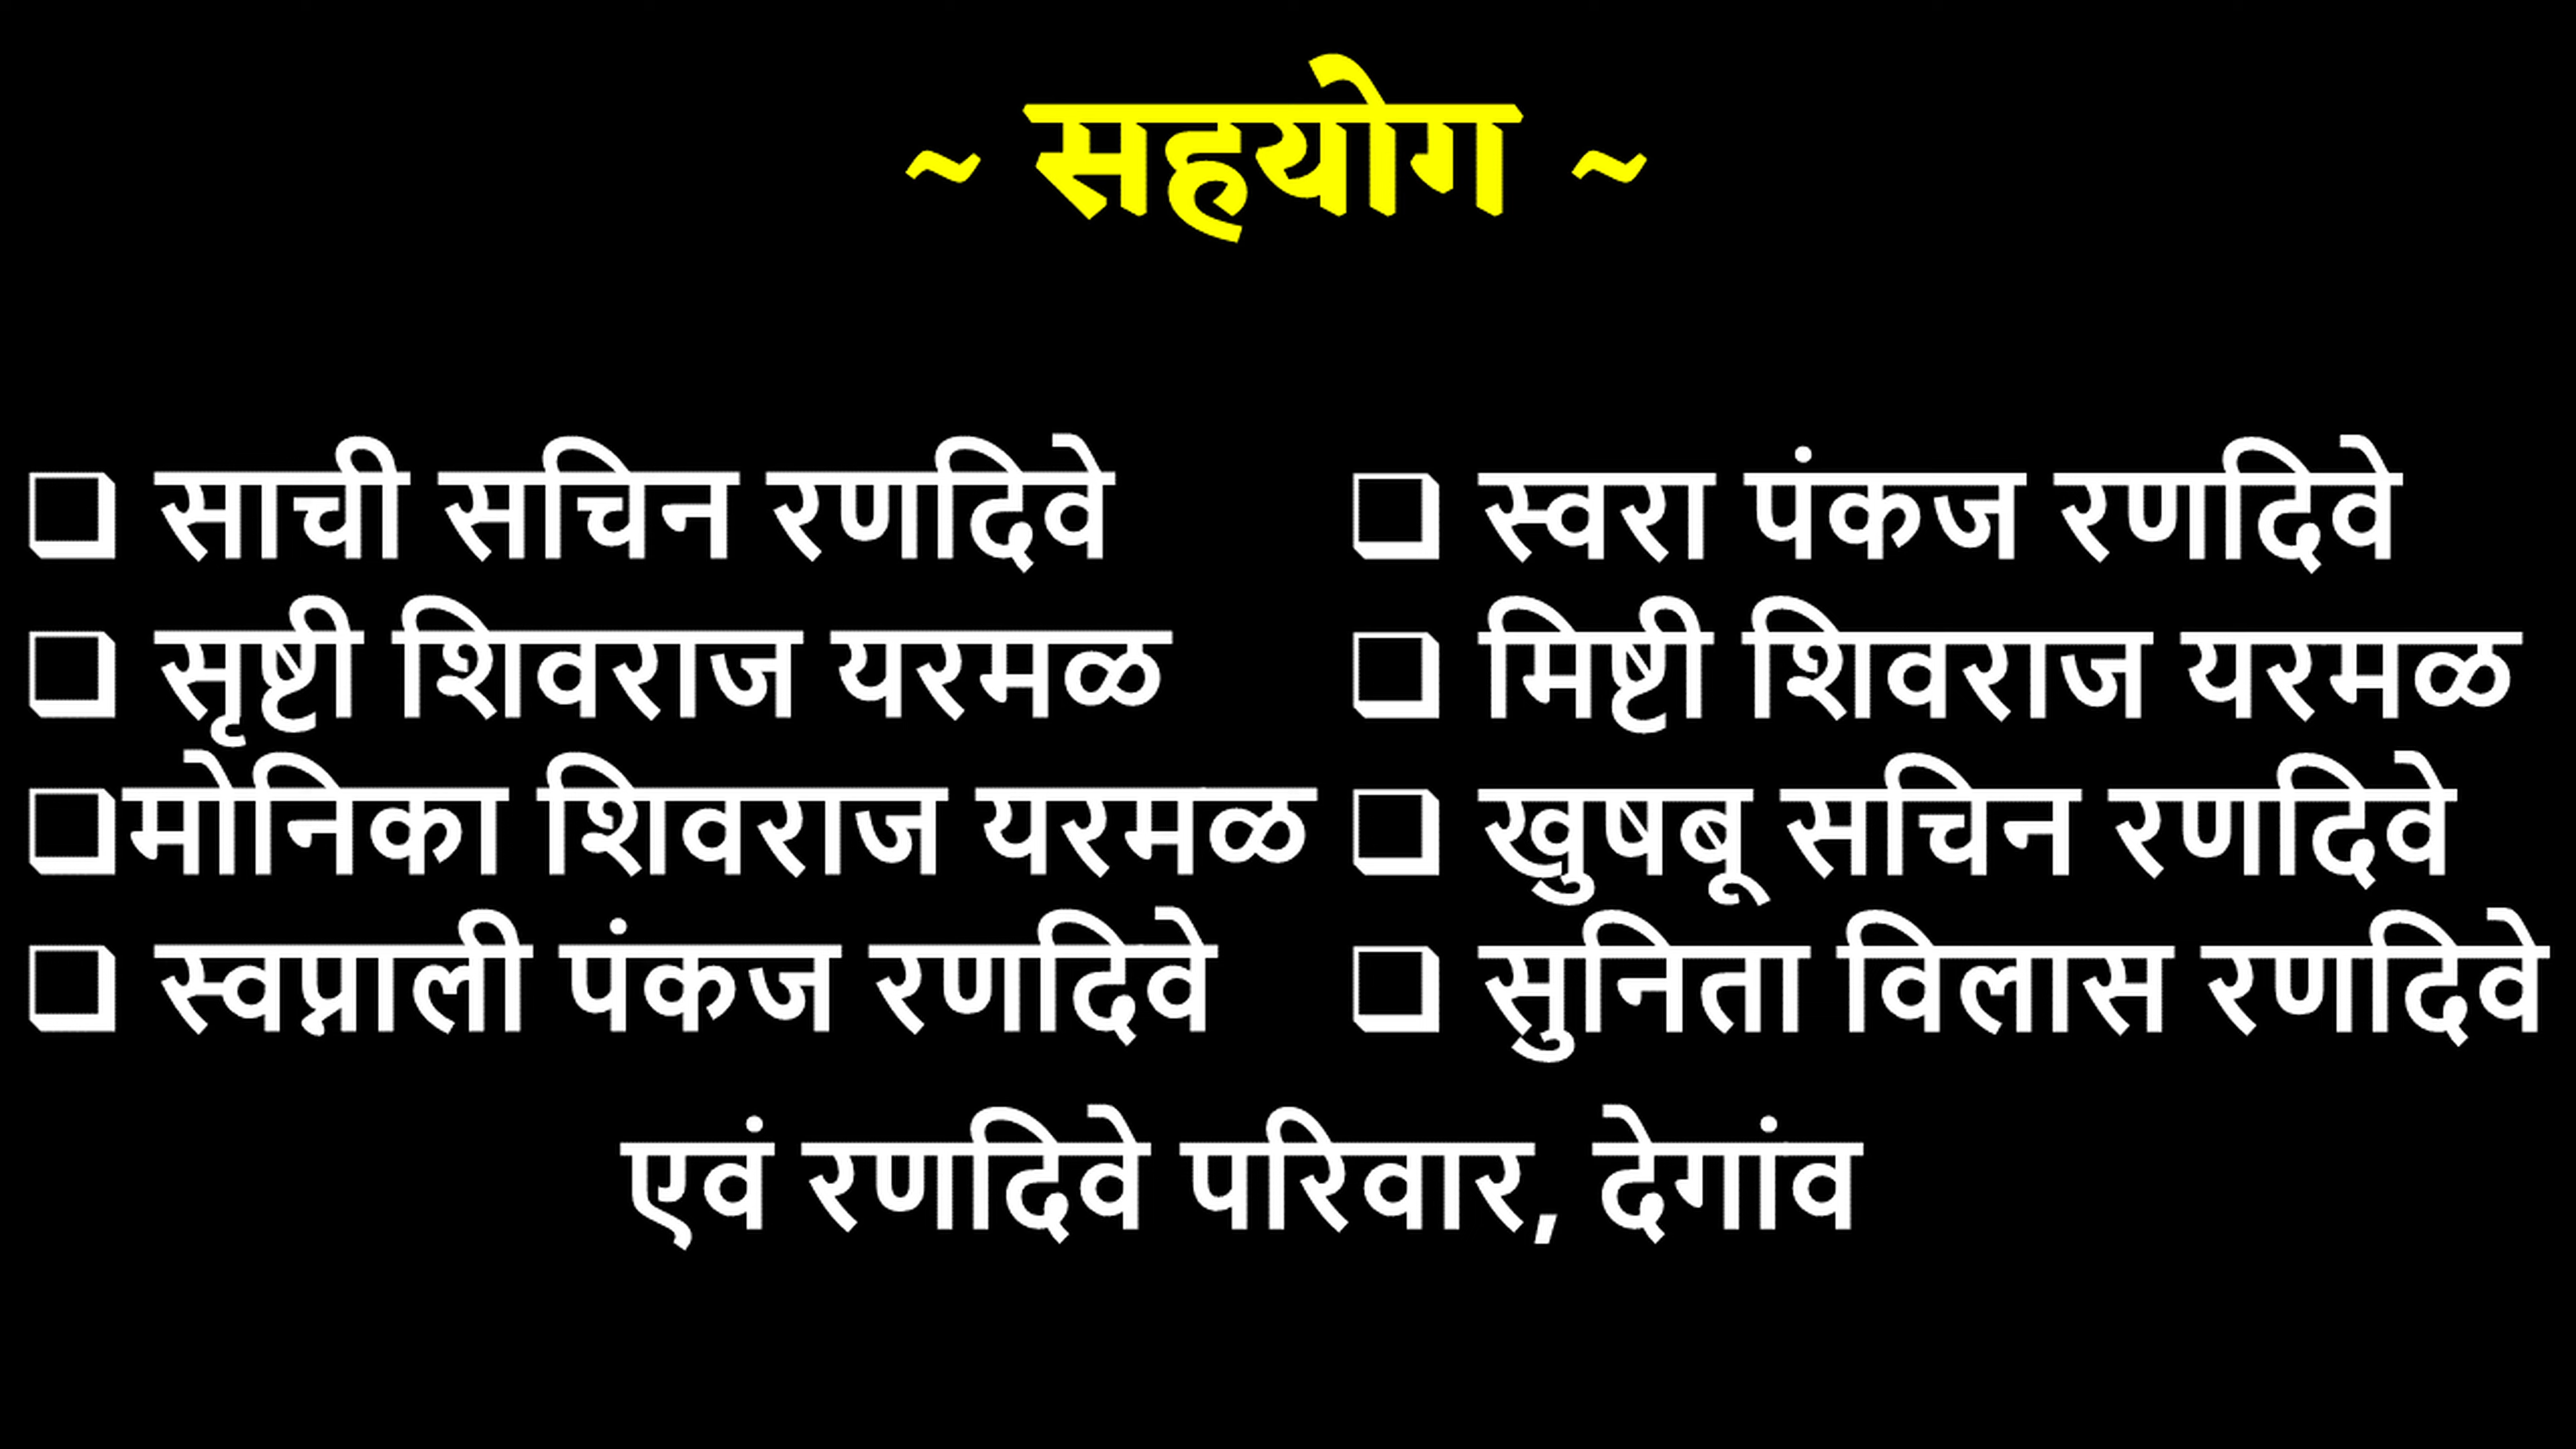 ~ सहयोग ~
❑ साची सचिन रणदिवे
❑ सृष्टी शिवराज यरमळ
❑मोनिका शिवराज यरमळ
❑ स्वप्नाली पंकज रणदिवे
❑ स्वरा पंकज रणदिवे
❑ मिष्टी शिवराज यरमळ
❑ खुषबू सचिन रणदिवे
❑ सुनिता विलास रणदिवे
एवं रणदिवे परिवार, देगांव